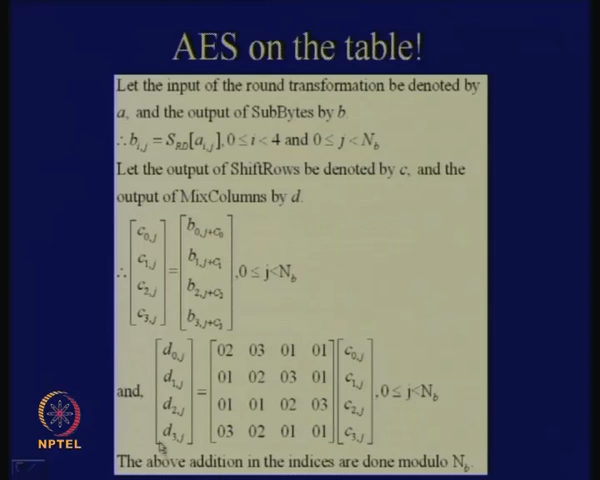 AES on the table!
Let the input of the round transformation be denoted by
a, and the output of SubBytes by b.
∴ b_{i,j} = S_{RD}[a_{i,j}], 0 ≤ i < 4 and 0 ≤ j < N_b
Let the output of ShiftRows be denoted by c, and the
output of MixColumns by d.
∴ [c_{0,j} c_{1,j} c_{2,j} c_{3,j}] = [b_{0,j+c_0} b_{1,j+c_1} b_{2,j+c_2} b_{3,j+c_3}], 0 ≤ j<N_b
and, [d_{0,j} d_{1,j} d_{2,j} d_{3,j}] = [02 03 01 01; 01 02 03 01; 01 01 02 03; 03 02 01 01] [c_{0,j} c_{1,j} c_{2,j} c_{3,j}], 0 ≤ j<N_b
The above addition in the indices are done modulo N_b.
NPTEL